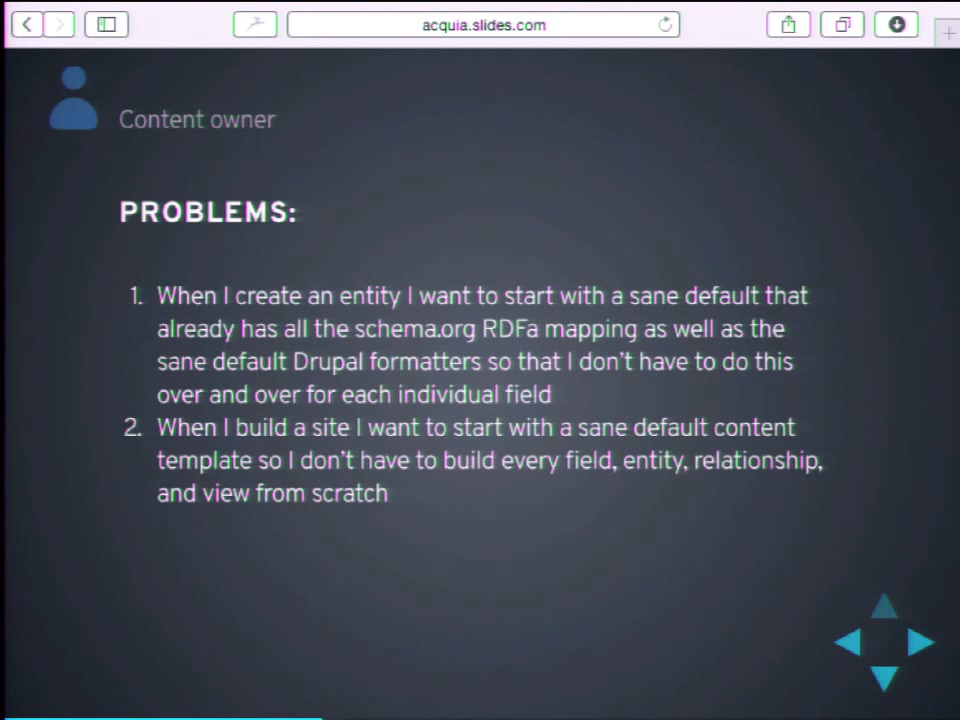 acquia.slides.com
Content owner
PROBLEMS:
1. When I create an entity I want to start with a sane default that
already has all the schema.org RDFa mapping as well as the
sane default Drupal formatters so that I don't have to do this
over and over for each individual field
2. When I build a site I want to start with a sane default content
template so I don't have to build every field, entity, relationship,
and view from scratch